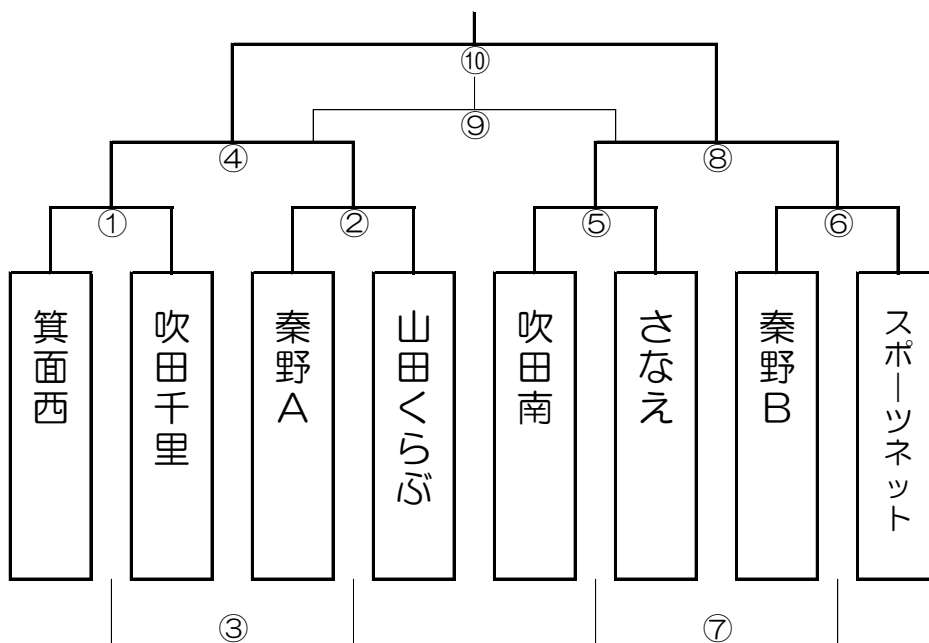 ⑩
⑨
④
⑧
①
②
⑤
⑥
箕面西
吹田千里
秦野A
山田くらぶ
吹田南
さなえ
秦野B
スポーツネット
③
⑦